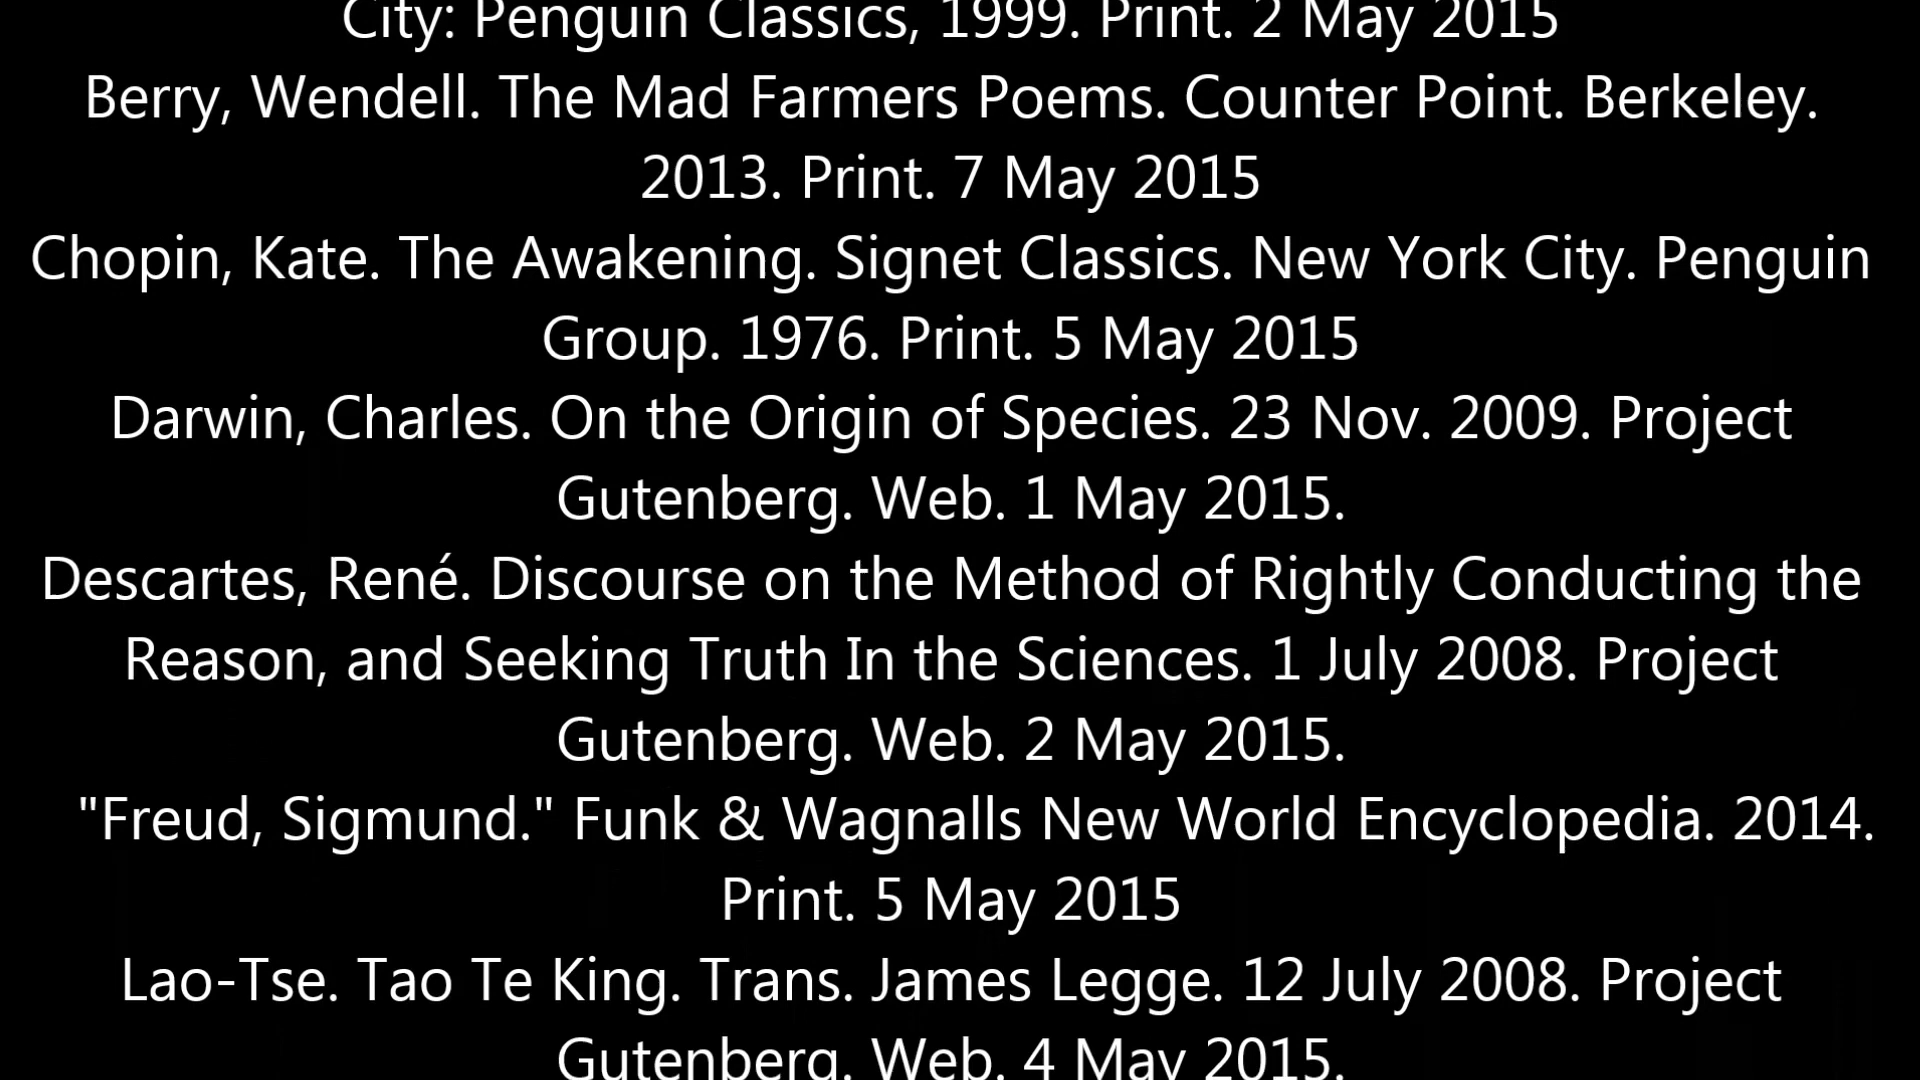 City: Penguin Classics, 1999. Print. 2 May 2015
Berry, Wendell. The Mad Farmers Poems. Counter Point. Berkeley.
2013. Print. 7 May 2015
Chopin, Kate. The Awakening. Signet Classics. New York City. Penguin
Group. 1976. Print. 5 May 2015
Darwin, Charles. On the Origin of Species. 23 Nov. 2009. Project
Gutenberg. Web. 1 May 2015.
Descartes, René. Discourse on the Method of Rightly Conducting the
Reason, and Seeking Truth In the Sciences. 1 July 2008. Project
Gutenberg. Web. 2 May 2015.
"Freud, Sigmund." Funk & Wagnalls New World Encyclopedia. 2014.
Print. 5 May 2015
Lao-Tse. Tao Te King. Trans. James Legge. 12 July 2008. Project
Gutenberg. Web. 4 May 2015.